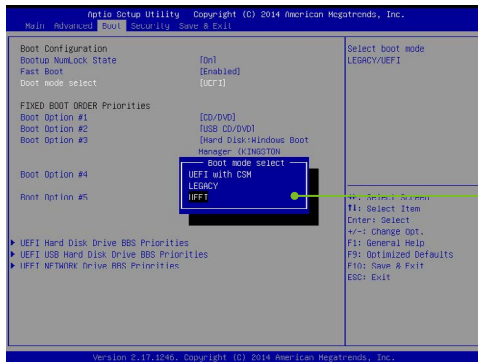 Aptio Setup Utility Copyright (C) 2014 American Megatrends, Inc.
Main Advanced Boot Security Save & Exit
Boot Configuration
Bootup NumLock State [On]
Fast Boot [Enabled]
Boot mode select [UEFI]
FIXED BOOT ORDER Priorities
Boot Option #1 [CD/DVD]
Boot Option #2 [USB CD/DVD]
Boot Option #3 [Hard Disk:Windows Boot
Manager (KINGSTON
Boot Option #4
Boot Option #5
Boot mode select
UEFI with CSM
LEGACY
UEFI
UEFI Hard Disk Drive BBS Priorities
UEFI USB Hard Disk Drive BBS Priorities
UEFI NETWORK Drive BBS Priorities
Select boot mode
LEGACY/UEFI
Select Screen
↑↓: Select Item
Enter: Select
+/-: Change Opt.
F1: General Help
F9: Optimized Defaults
F10: Save & Exit
ESC: Exit
Version 2.17.1246. Copyright (C) 2014 American Megatrends, Inc.